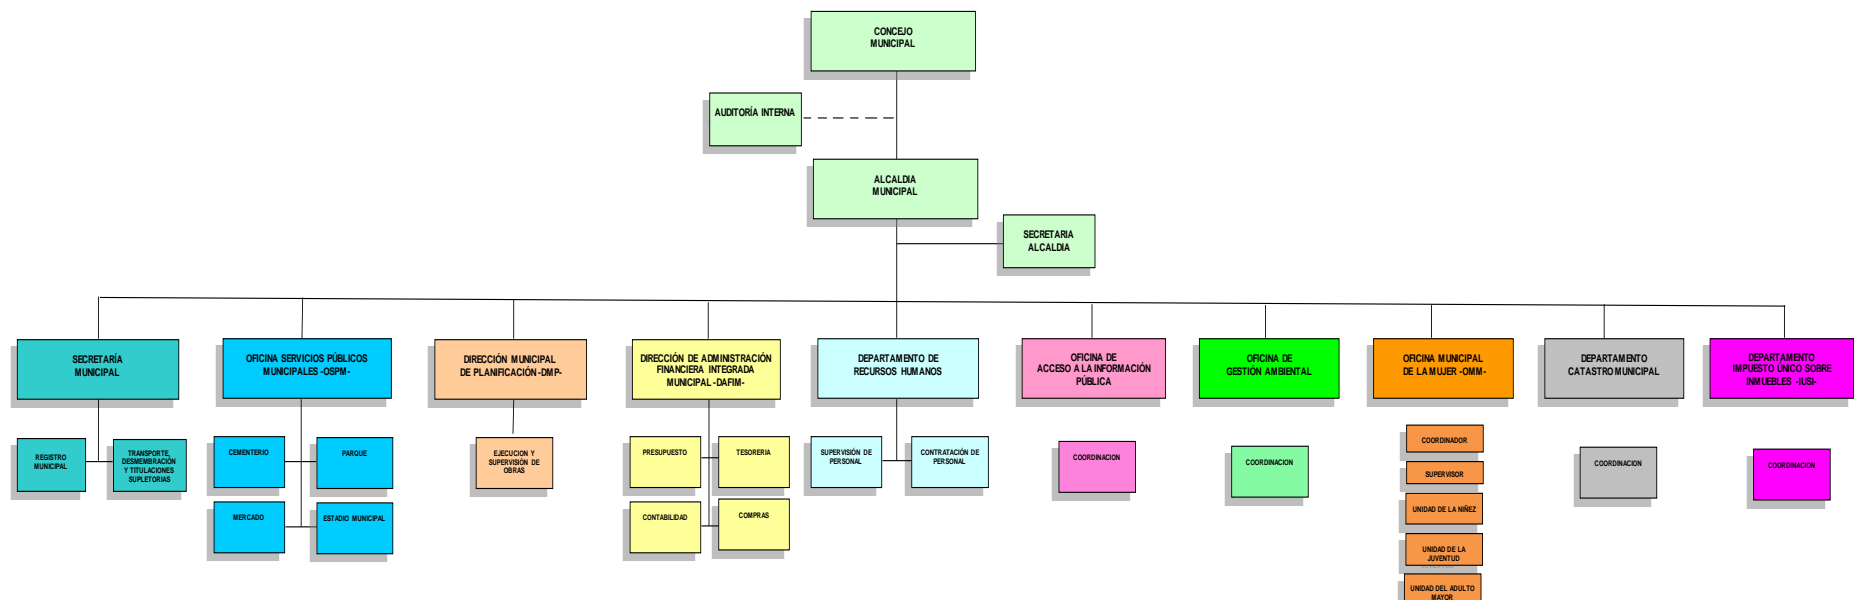 CONCEJO
MUNICIPAL
AUDITORÍA INTERNA
ALCALDIA
MUNICIPAL
SECRETARIA
ALCALDIA
SECRETARÍA
MUNICIPAL
OFICINA SERVICIOS PÚBLICOS
MUNICIPALES -OSPM-
DIRECCIÓN MUNICIPAL
DE PLANIFICACIÓN -DMP-
DIRECCIÓN DE ADMINISTRACIÓN
FINANCIERA INTEGRADA
MUNICIPAL -DAFIM-
DEPARTAMENTO DE
RECURSOS HUMANOS
OFICINA DE
ACCESO A LA INFORMACIÓN
PÚBLICA
OFICINA DE
GESTIÓN AMBIENTAL
OFICINA MUNICIPAL
DE LA MUJER -OMM-
DEPARTAMENTO
CATASTRO MUNICIPAL
DEPARTAMENTO
IMPUESTO ÚNICO SOBRE
INMUEBLES -IUSI-
REGISTRO
MUNICIPAL
TRANSPORTE,
DESMEMBRACIÓN
Y TITULACIONES
SUPLETORIAS
CEMENTERIO
PARQUE
MERCADO
ESTADIO MUNICIPAL
EJECUCION Y
SUPERVISIÓN DE
OBRAS
PRESUPUESTO
TESORERIA
CONTABILIDAD
COMPRAS
SUPERVISIÓN DE
PERSONAL
CONTRATACIÓN DE
PERSONAL
COORDINACION
COORDINACION
COORDINADOR
SUPERVISOR
UNIDAD DE LA NIÑEZ
UNIDAD DE LA
JUVENTUD
UNIDAD DEL ADULTO
MAYOR
COORDINACION
COORDINACION